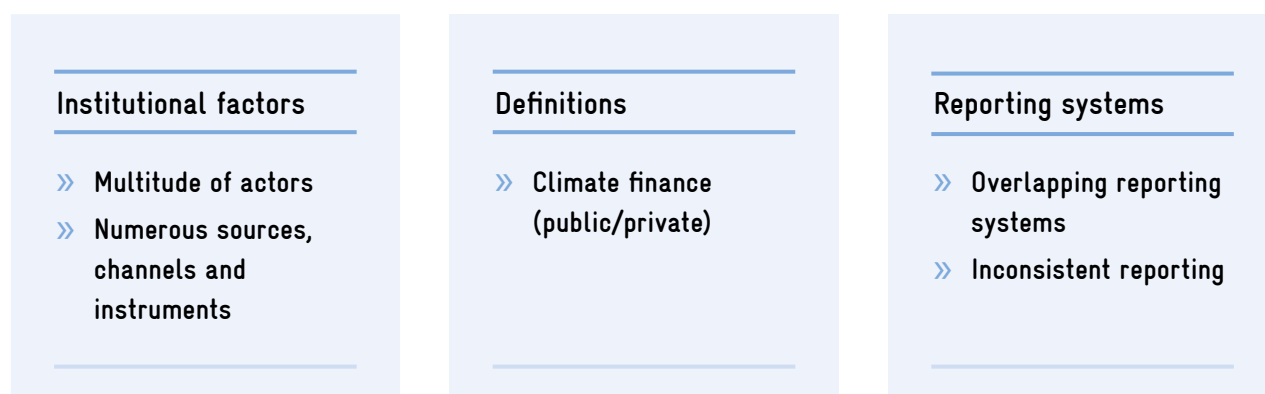 Institutional factors
» Multitude of actors
» Numerous sources,
channels and
instruments
Definitions
» Climate finance
(public/private)
Reporting systems
» Overlapping reporting
systems
» Inconsistent reporting